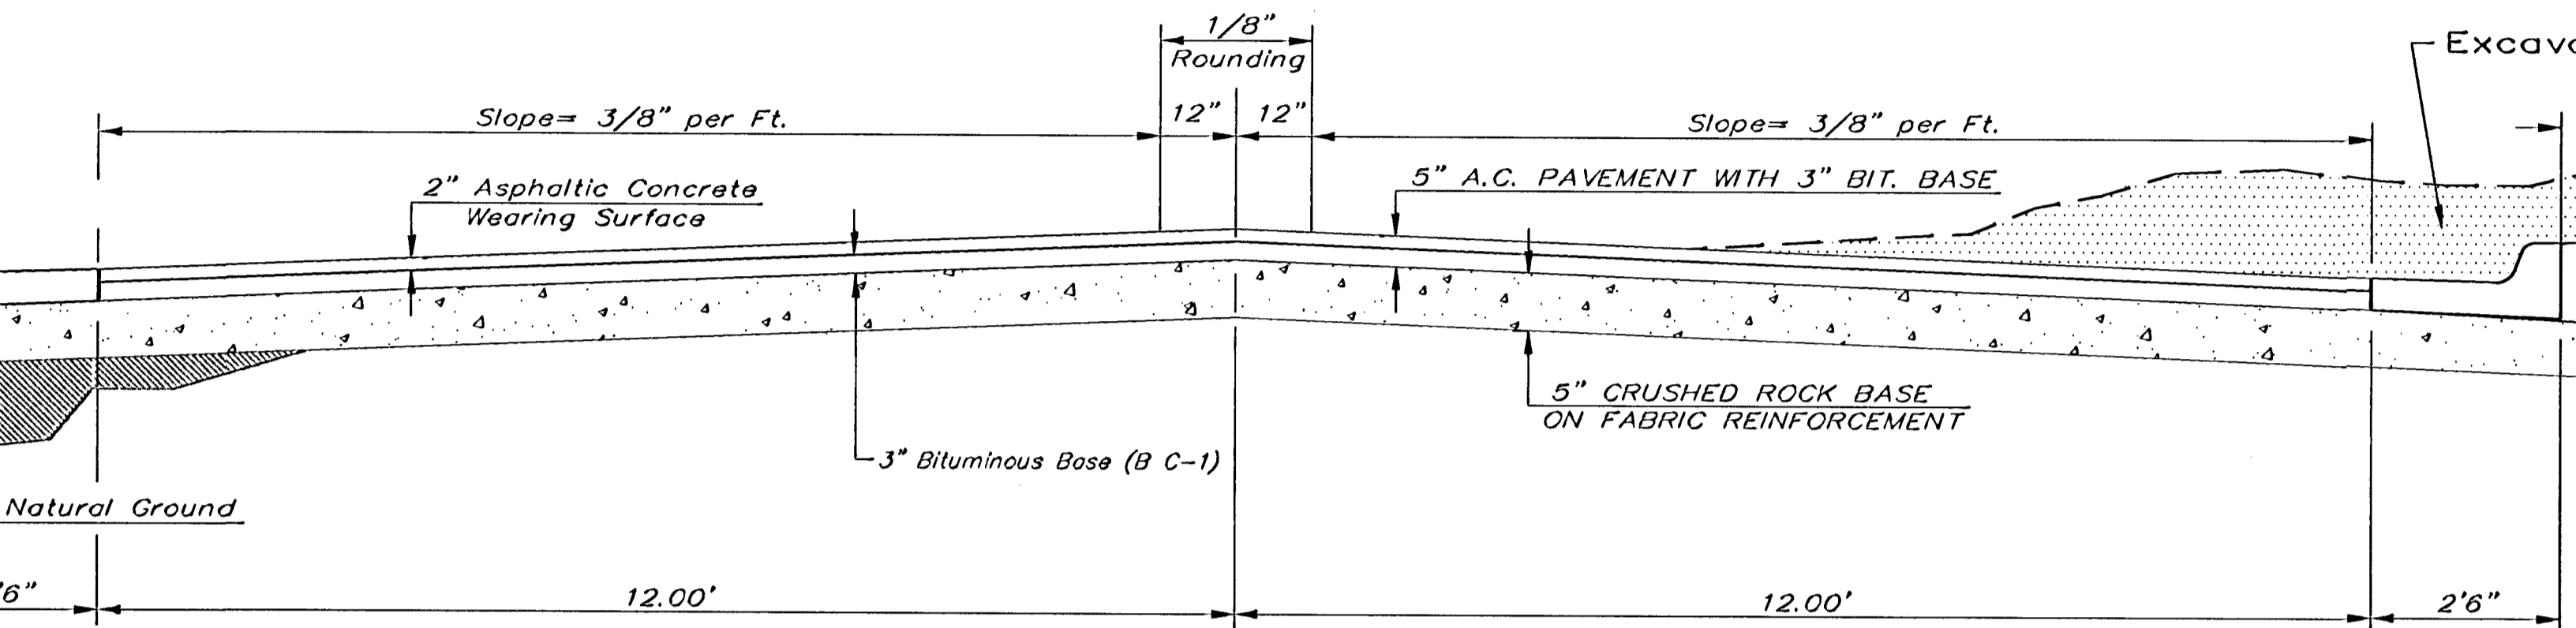 1/8"
Rounding
Excava
Slope= 3/8" per Ft.
12"
12"
Slope= 3/8" per Ft.
2" Asphaltic Concrete
Wearing Surface
5" A.C. PAVEMENT WITH 3" BIT. BASE
5" CRUSHED ROCK BASE
ON FABRIC REINFORCEMENT
3" Bituminous Base (B C-1)
Natural Ground
'6"
12.00'
12.00'
2'6"